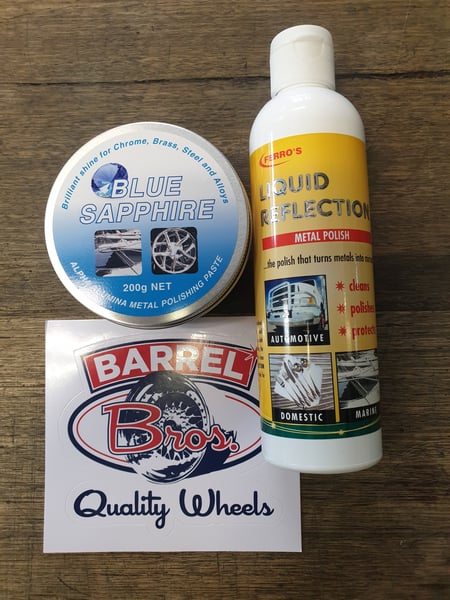 Brilliant shine for Chrome, Brass, Steel and Alloys
BLUE
SAPPHIRE
200g NET
ALPHA ALUMINA METAL POLISHING PASTE
FERRO'S
LIQUID
REFLECTION
METAL POLISH
...the polish that turns metals into
cleans
polishes
protects
AUTOMOTIVE
DOMESTIC
MARINE
BARREL
Bros.
Quality Wheels